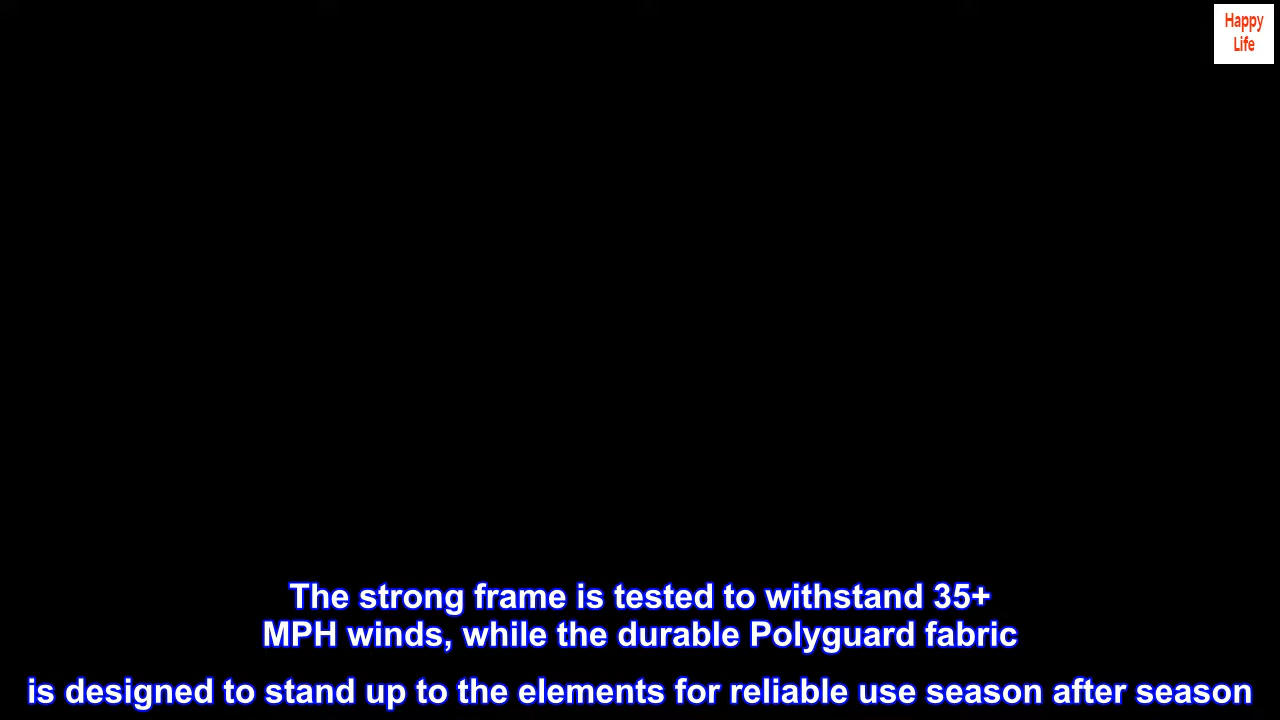 Happy
Life
The strong frame is tested to withstand 35+
MPH winds, while the durable Polyguard fabric
is designed to stand up to the elements for reliable use season after season